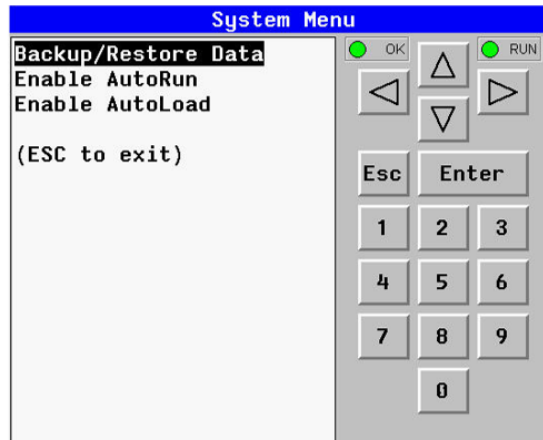 System Menu
Backup/Restore Data
Enable AutoRun
Enable AutoLoad
(ESC to exit)
OK
RUN
Esc
Enter
1 2 3
4 5 6
7 8 9
0